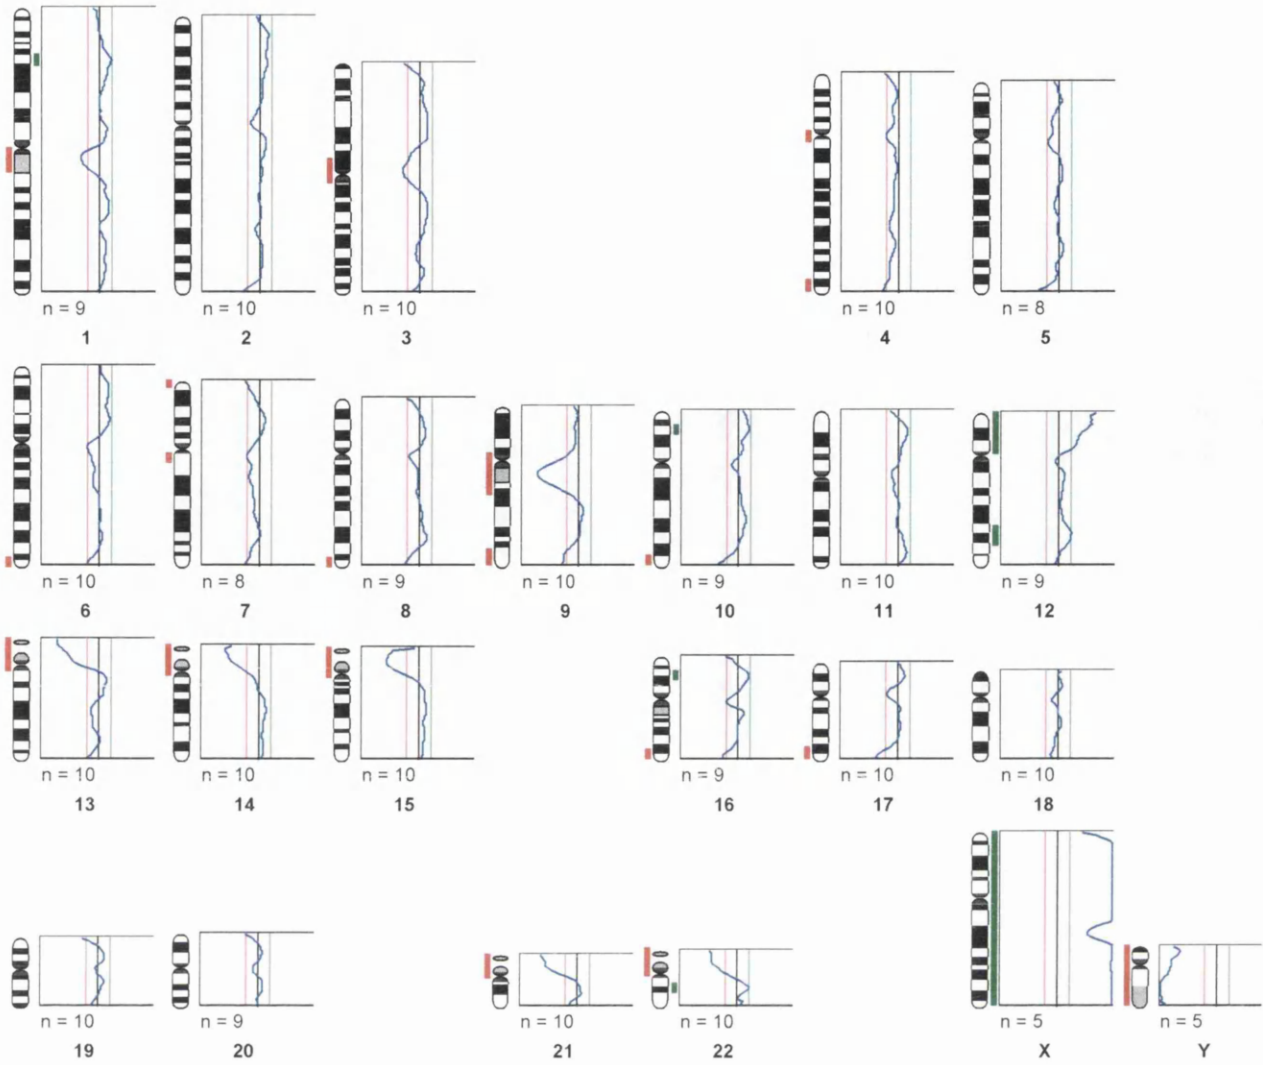 n = 9
n = 10
n = 10
n = 10
n = 8
1
2
3
4
5
n = 10
n = 8
n = 9
n = 10
n = 9
n = 10
n = 9
6
7
8
9
10
11
12
n = 10
n = 10
n = 10
n = 9
n = 10
n = 10
13
14
15
16
17
18
n = 10
n = 9
n = 10
n = 10
n = 5
n = 5
19
20
21
22
X
Y